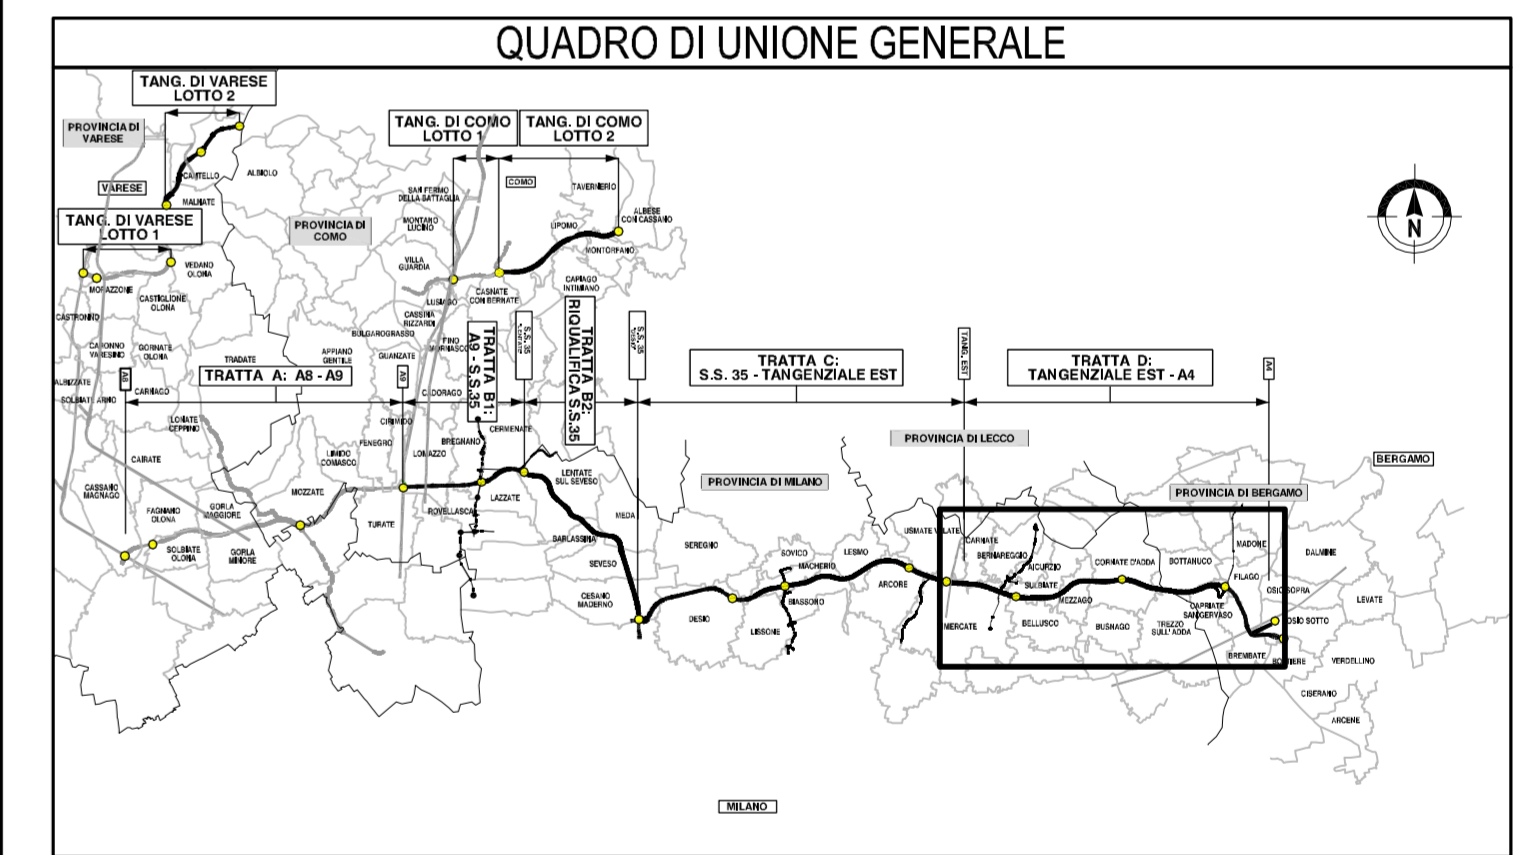 QUADRO DI UNIONE GENERALE
TANG. DI VARESE
LOTTO 2
PROVINCIA DI
VARESE
VARESE
CANTELLO
ALBIOLO
MALNATE
TANG. DI VARESE
LOTTO 1
VEDANO
OLONA
MORAZZONE
CASTIGLIONE
OLONA
CASTRONNO
CARONNO
VARESINO
GORNATE
OLONA
ALBIZZATE
CARNAGO
SOLBIATE ARNO
TRADATE
PROVINCIA DI
COMO
TANG. DI COMO
LOTTO 1
TANG. DI COMO
LOTTO 2
COMO
SAN FERMO
DELLA BATTAGLIA
MONTANO
LUCINO
VILLA
GUARDIA
TAVERNERIO
ALBESE
CON CASSANO
LIPOMO
MONTORFANO
CAPIAGO
INTIMIANO
CASNATE
CON BERNATE
LUISAGO
CASSINA
RIZZARDI
BULGAROGRASSO
FINO
MORNASCO
APPIANO
GENTILE
GUANZATE
CADORAGO
TRATTA A: A8 - A9
A8
A9
TRATTA B1:
A9 - S.S.35
S.S. 35
TRATTA B2:
RIQUALIFICA S.S.35
S.S. 35
TRATTA C:
S.S. 35 - TANGENZIALE EST
TANG. EST
TRATTA D:
TANGENZIALE EST - A4
A4
LONATE
CEPPINO
CIRIMIDO
FENEGRO
LIMIDO
COMASCO
LOMAZZO
BREGNANO
CERMENATE
CAIRATE
CASSANO
MAGNAGO
FAGNANO
OLONA
GORLA
MAGGIORE
MOZZATE
SOLBIATE
OLONA
GORLA
MINORE
TURATE
ROVELLASCA
LAZZATE
LENTATE
SUL SEVESO
MEDA
BARLASSINA
SEVESO
CESANO
MADERNO
PROVINCIA DI MILANO
SEREGNO
DESIO
LISSONE
SOVICO
MACHERIO
BIASSONO
LESMO
ARCORE
PROVINCIA DI LECCO
USMATE VELATE
CARNATE
BERNAREGGIO
AICURZIO
SULBIATE
MEZZAGO
BELLUSCO
MERCATE
CORNATE D'ADDA
BUSNAGO
TREZZO
SULL'ADDA
BOTTANUCO
CAPRIATE
SAN GERVASO
PROVINCIA DI BERGAMO
BERGAMO
MADONE
FILAGO
DALMINE
OSIO SOPRA
OSIO SOTTO
LEVATE
BREMBATE
BOLTIERE
VERDELLINO
CISERANO
ARCENE
MILANO
N